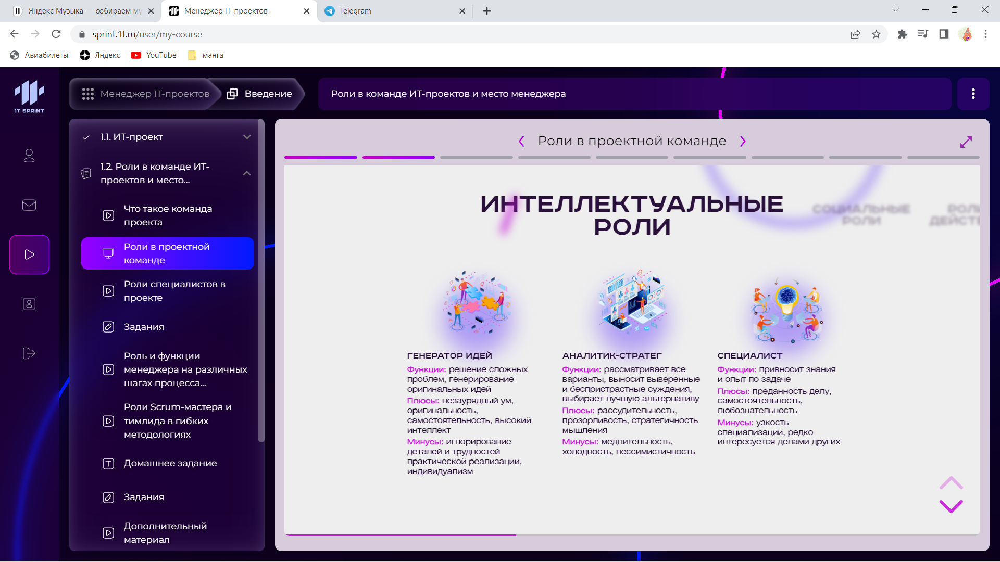 Яндекс Музыка — собираем му
Менеджер IT-проектов
Telegram
sprint.1t.ru/user/my-course
Авиабилеты
Яндекс
YouTube
манга
1T SPRINT
Менеджер IT-проектов
Введение
Роли в команде ИТ-проектов и место менеджера
1.1. ИТ-проект
1.2. Роли в команде ИТ-
проектов и место...
Что такое команда
проекта
Роли в проектной
команде
Роли специалистов в
проекте
Задания
Роль и функции
менеджера на различных
шагах процесса...
Роли Scrum-мастера и
тимлида в гибких
методологиях
Домашнее задание
Задания
Дополнительный
материал
Роли в проектной команде
ИНТЕЛЛЕКТУАЛЬНЫЕ
РОЛИ
СОЦИАЛЬНЫЕ
РОЛИ
РОЛИ
ДЕЙСТ
ГЕНЕРАТОР ИДЕЙ
Функции: решение сложных
проблем, генерирование
оригинальных идей
Плюсы: незаурядный ум,
оригинальность,
самостоятельность, высокий
интеллект
Минусы: игнорирование
деталей и трудностей
практической реализации,
индивидуализм
АНАЛИТИК-СТРАТЕГ
Функции: рассматривает все
варианты, выносит выверенные
и беспристрастные суждения,
выбирает лучшую альтернативу
Плюсы: рассудительность,
прозорливость, стратегичность
мышления
Минусы: медлительность,
холодность, пессимистичность
СПЕЦИАЛИСТ
Функции: привносит знания
и опыт по задаче
Плюсы: преданность делу,
самостоятельность,
любознательность
Минусы: узкость
специализации, редко
интересуется делами других